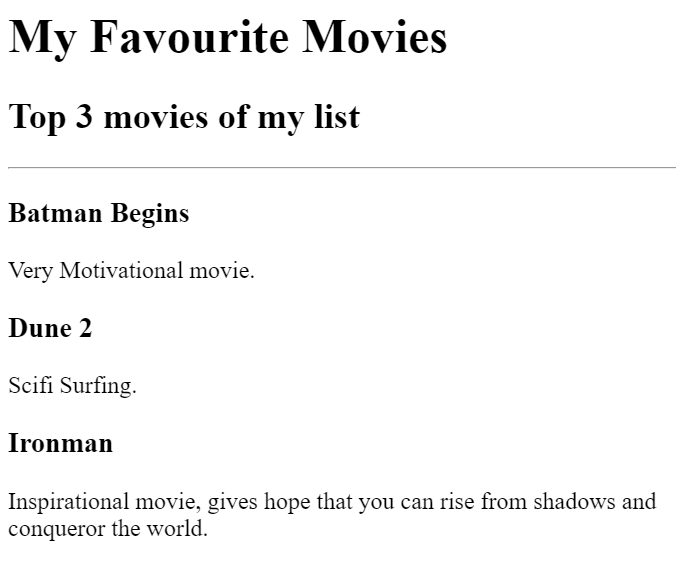 My Favourite Movies
Top 3 movies of my list
Batman Begins
Very Motivational movie.
Dune 2
Scifi Surfing.
Ironman
Inspirational movie, gives hope that you can rise from shadows and
conqueror the world.